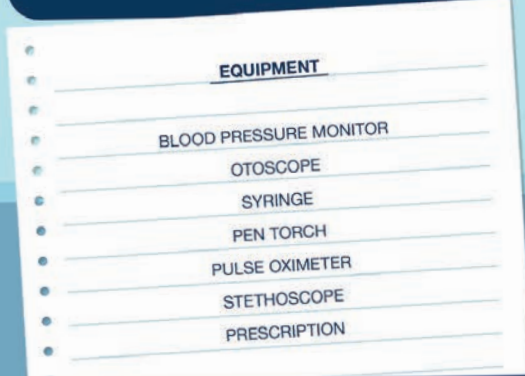 EQUIPMENT
BLOOD PRESSURE MONITOR
OTOSCOPE
SYRINGE
PEN TORCH
PULSE OXIMETER
STETHOSCOPE
PRESCRIPTION